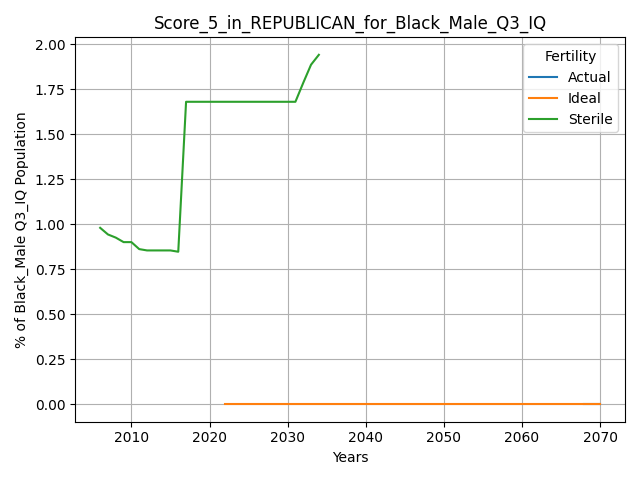 Score_5_in_REPUBLICAN_for_Black_Male_Q3_IQ
% of Black_Male Q3_IQ Population
2.00
1.75
1.50
1.25
1.00
0.75
0.50
0.25
0.00
Fertility
Actual
Ideal
Sterile
2010 2020 2030 2040 2050 2060 2070
Years